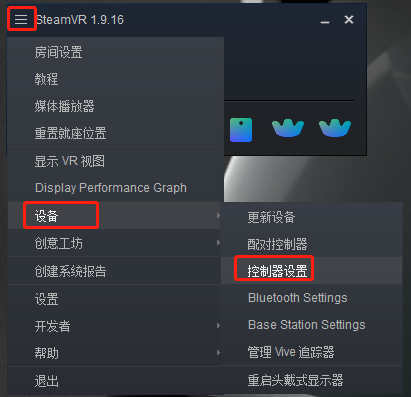 SteamVR 1.9.16
房间设置
教程
媒体播放器
重置就座位置
显示 VR 视图
Display Performance Graph
设备
创意工坊
创建系统报告
设置
开发者
帮助
退出
更新设备
配对控制器
控制器设置
Bluetooth Settings
Base Station Settings
管理 Vive 追踪器
重启头戴式显示器